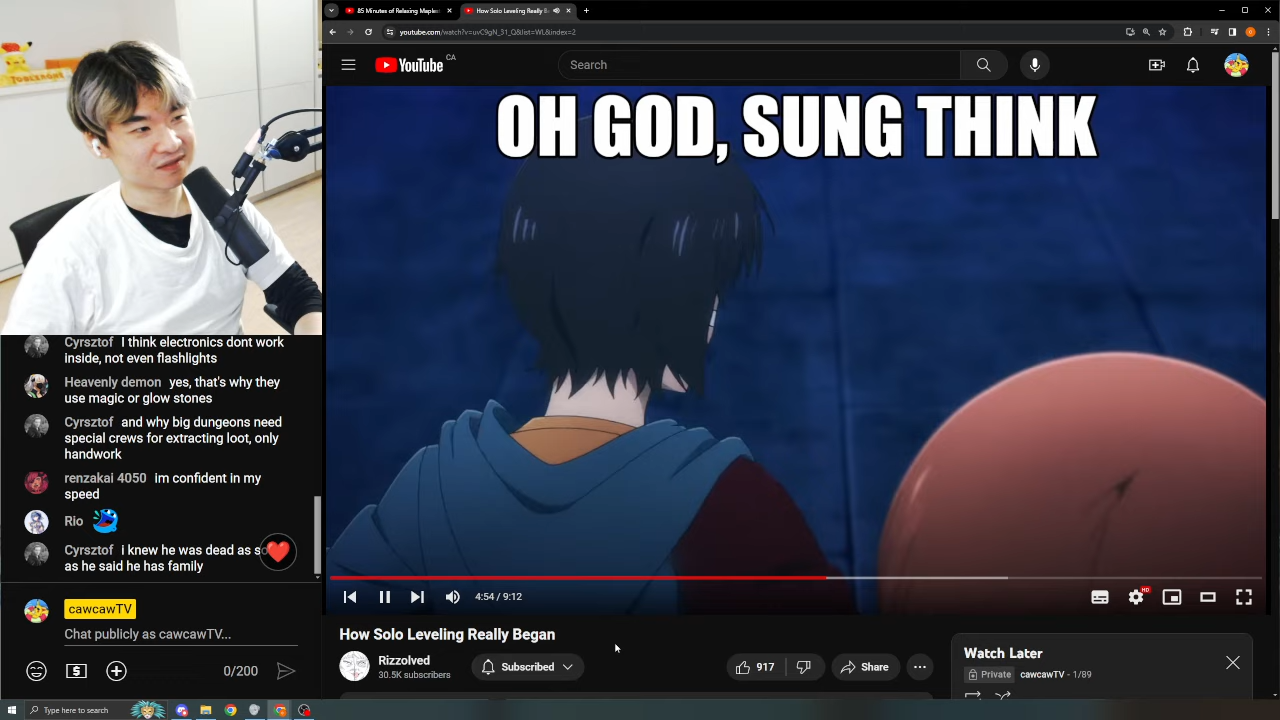 85 Minutes of Relaxing Maples
How Solo Leveling Really B
youtube.com/watch?v=uvC9gN_31_Q&list=WL&index=2
YouTube CA
Search
OH GOD, SUNG THINK
Cyrsztof I think electronics dont work
inside, not even flashlights
Heavenly demon yes, that's why they
use magic or glow stones
Cyrsztof and why big dungeons need
special crews for extracting loot, only
handwork
renzakai 4050 im confident in my
speed
Rio
Cyrsztof i knew he was dead as so
as he said he has family
cawcawTV
Chat publicly as cawcawTV...
0/200
4:54 / 9:12
HD
How Solo Leveling Really Began
Rizzolved
30.5K subscribers
Subscribed
917
Share
Watch Later
Private cawcawTV - 1/89
Type here to search